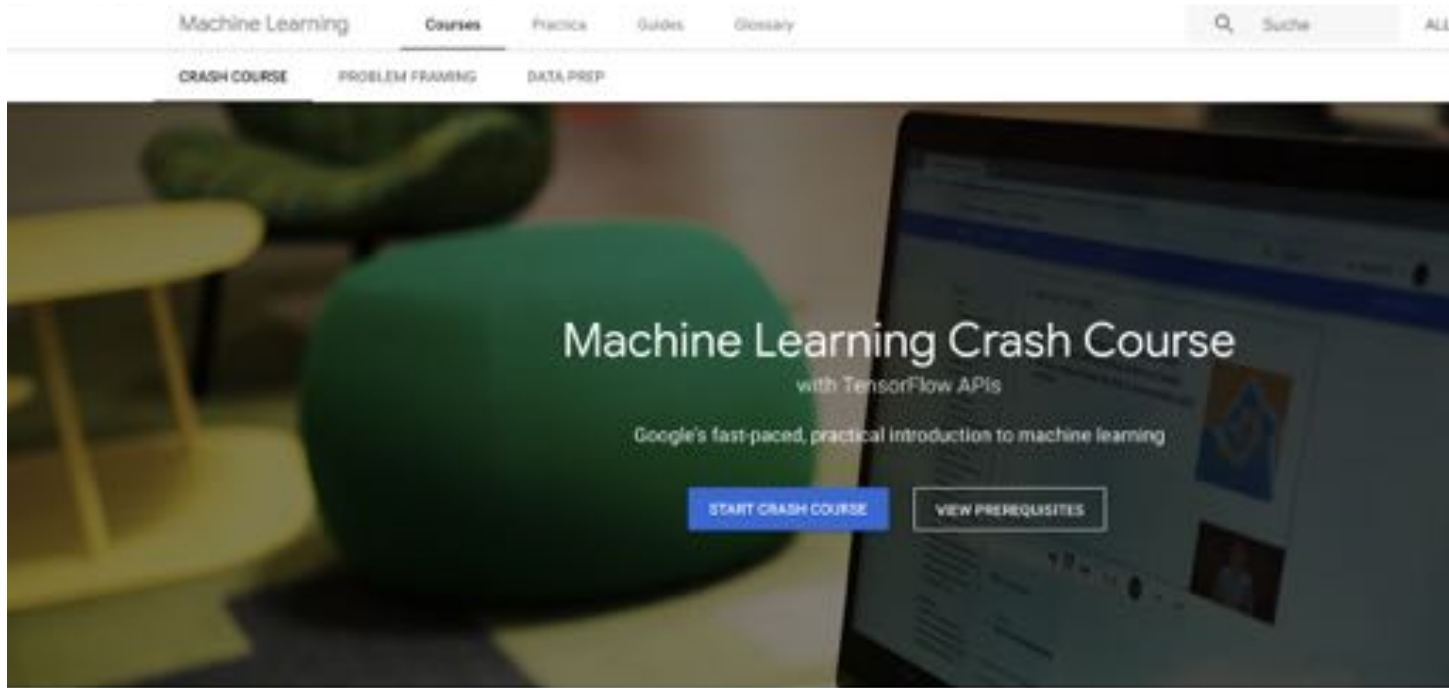 Machine Learning Courses Practica Guides Glossary Suche ALL
CRASH COURSE PROBLEM FRAMING DATA PREP
Machine Learning Crash Course
with TensorFlow APIs
Google's fast-paced, practical introduction to machine learning
START CRASH COURSE VIEW PREREQUISITES